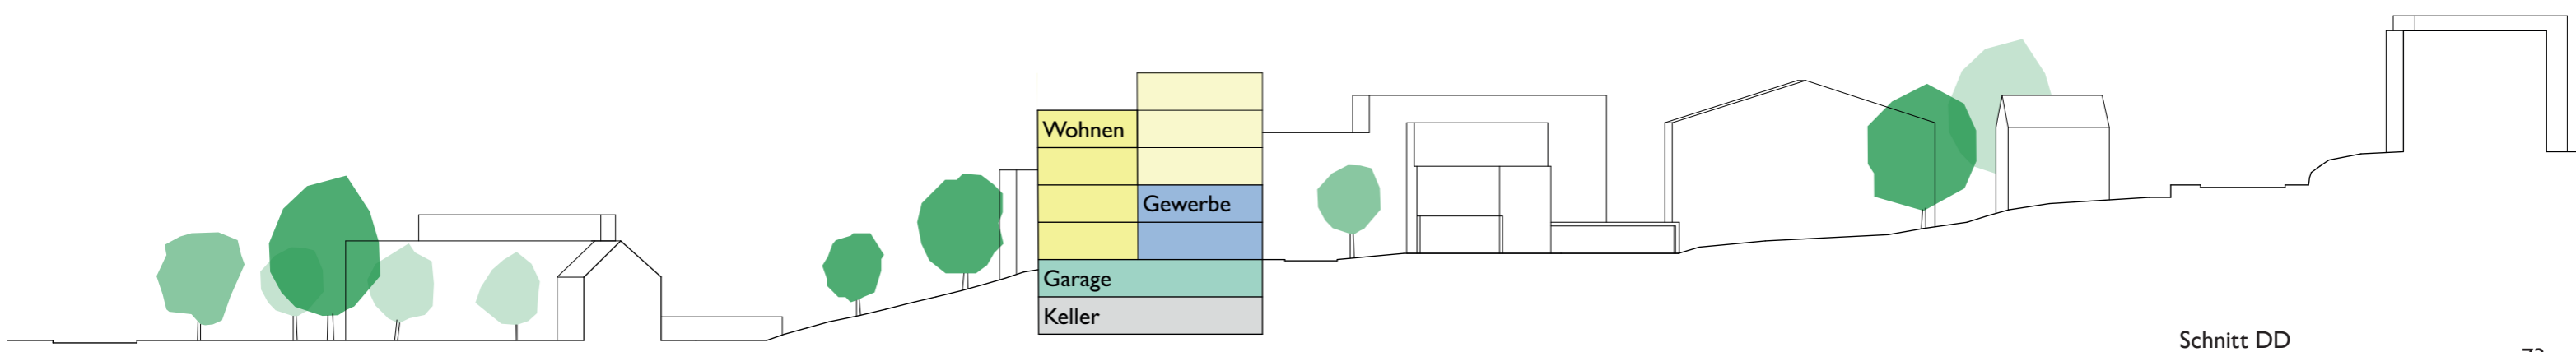 Wohnen
Gewerbe
Garage
Keller
Schnitt DD